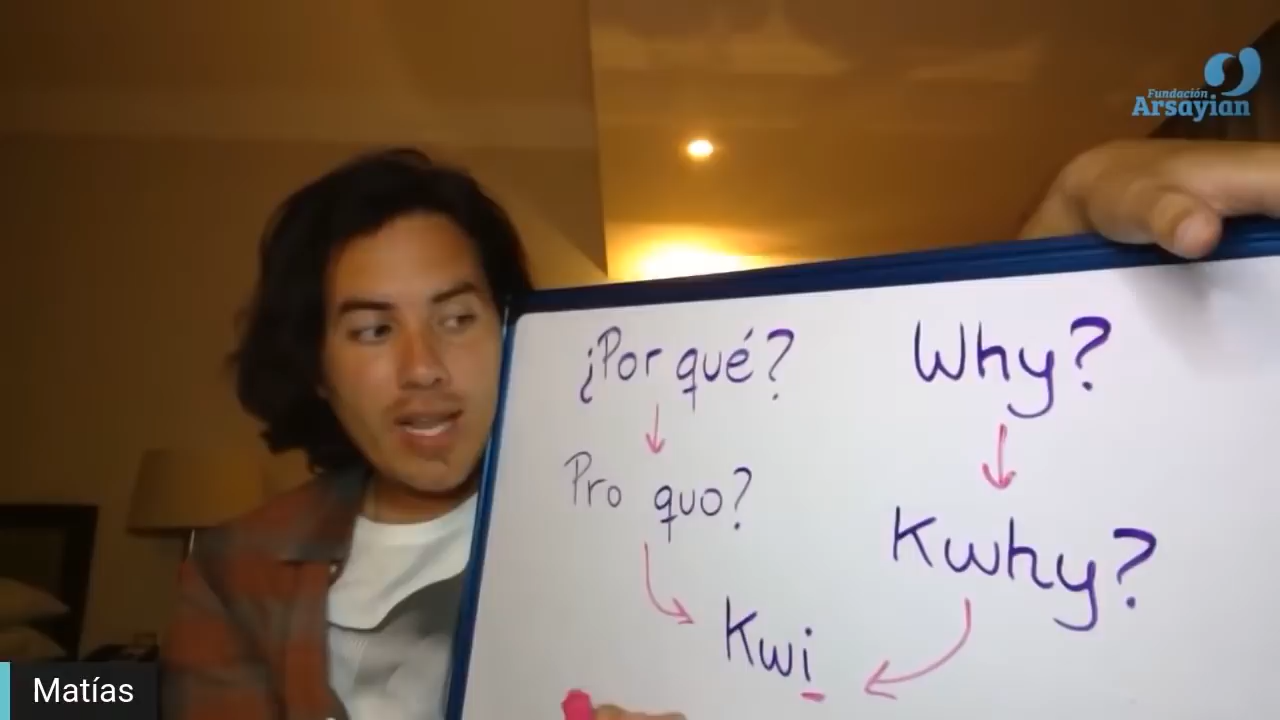 Fundación
Arsayian
¿Por qué?
Why?
Pro quo?
Kwhy?
Kwi
Matías